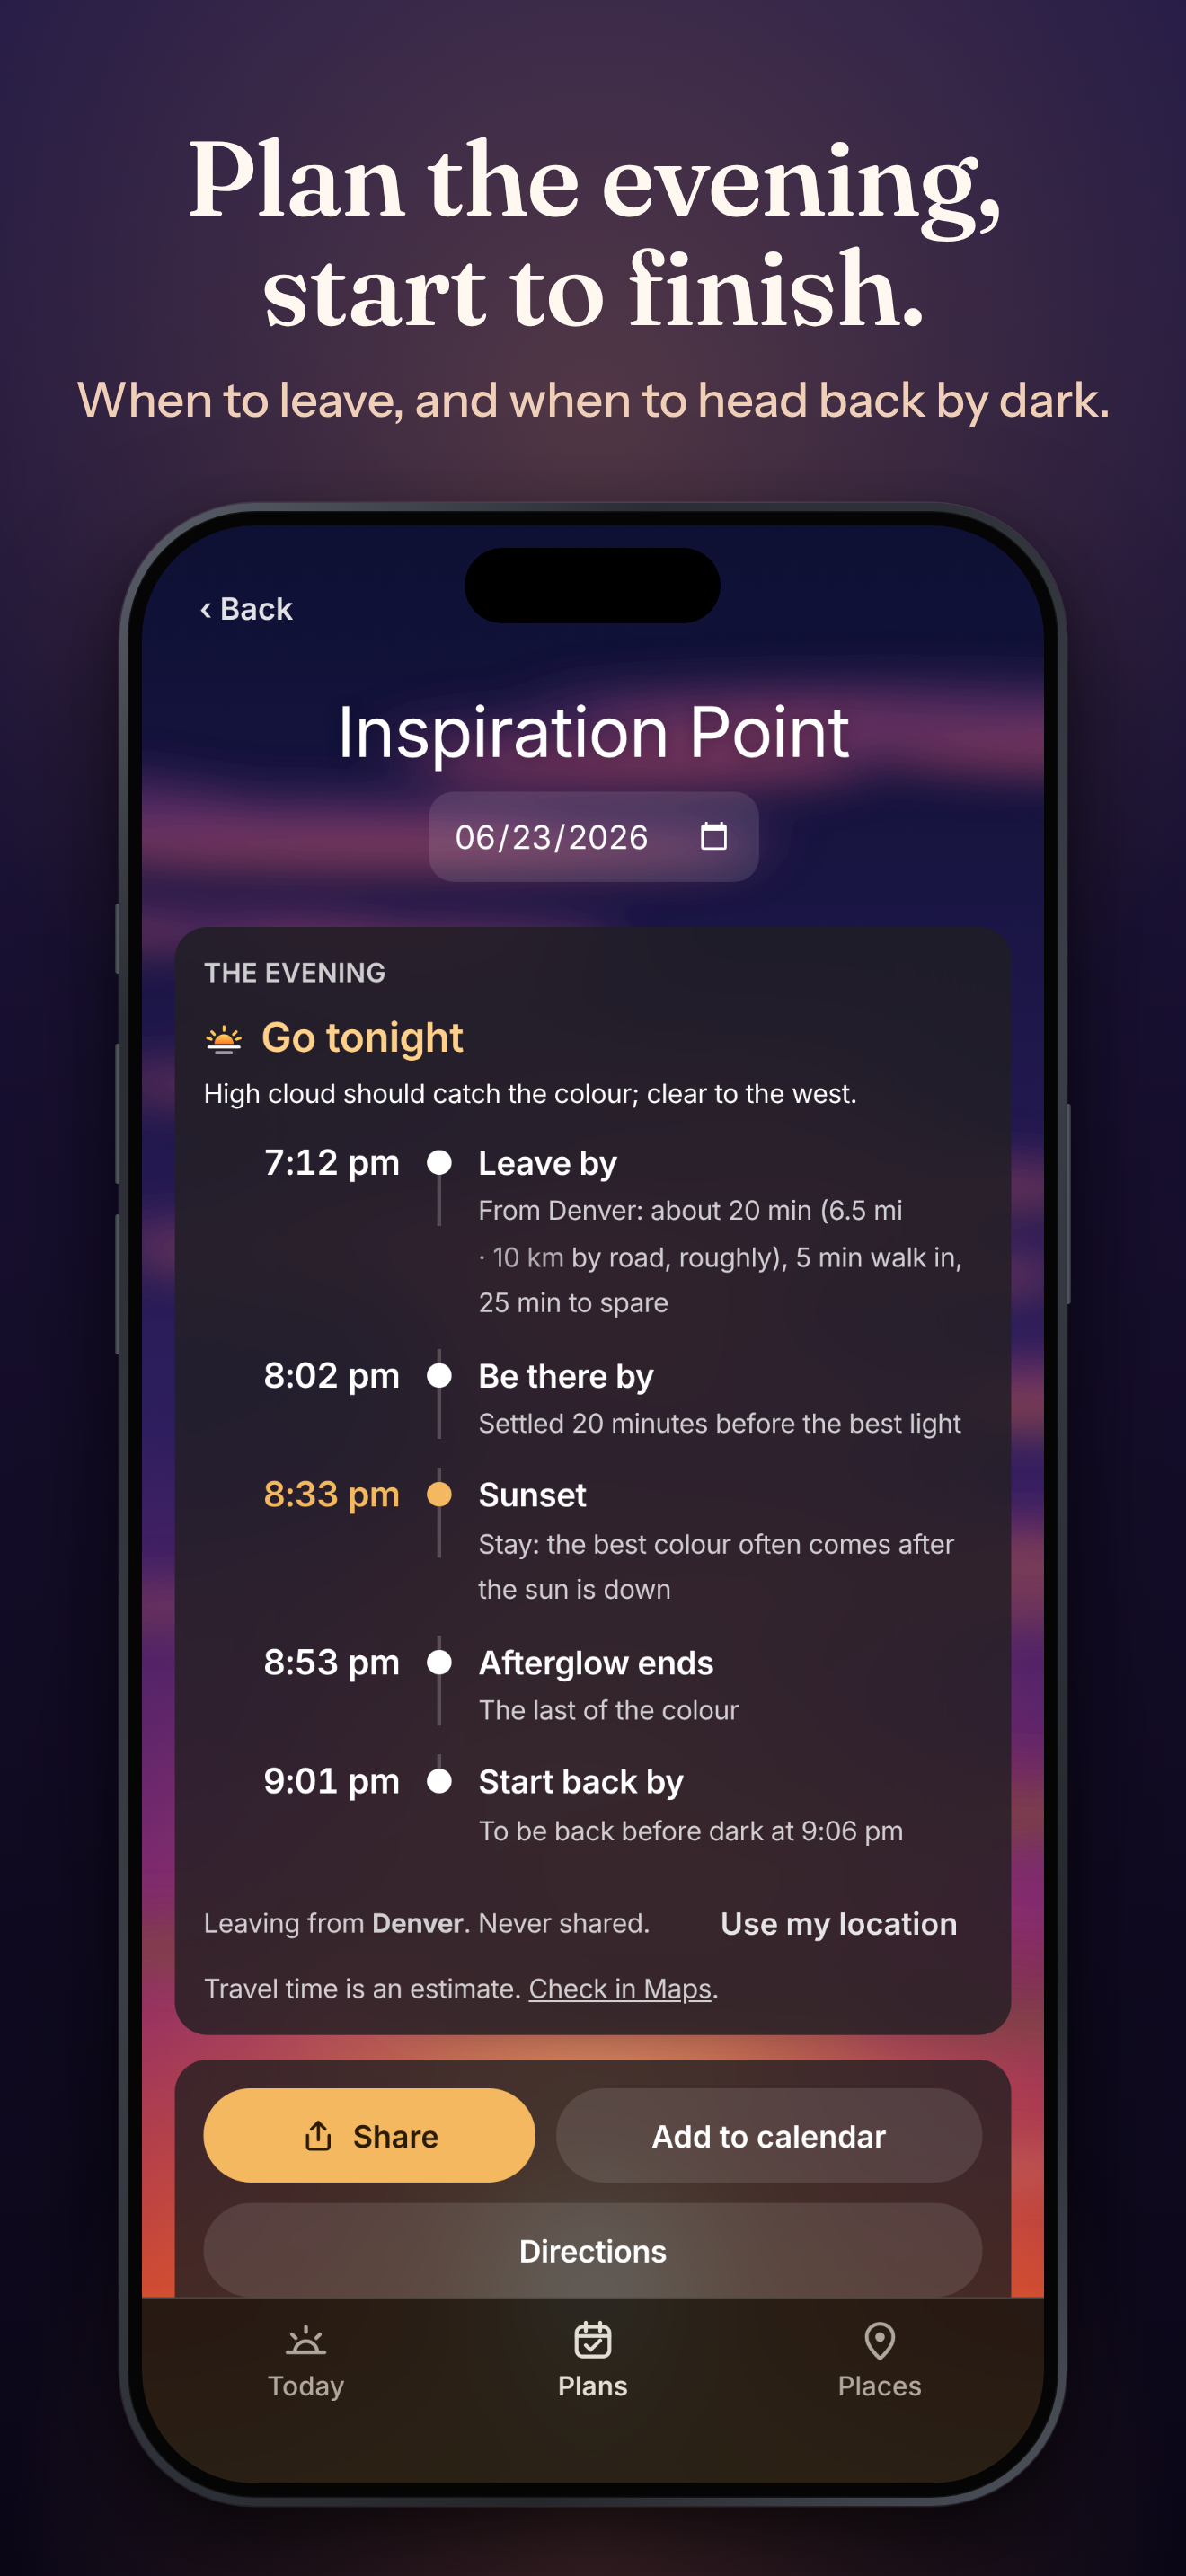 Plan the evening,
start to finish.
When to leave, and when to head back by dark.
‹ Back
Inspiration Point
06/23/2026
THE EVENING
Go tonight
High cloud should catch the colour; clear to the west.
7:12 pm
Leave by
From Denver: about 20 min (6.5 mi
· 10 km by road, roughly), 5 min walk in,
25 min to spare
8:02 pm
Be there by
Settled 20 minutes before the best light
8:33 pm
Sunset
Stay: the best colour often comes after
the sun is down
8:53 pm
Afterglow ends
The last of the colour
9:01 pm
Start back by
To be back before dark at 9:06 pm
Leaving from Denver. Never shared.
Use my location
Travel time is an estimate. Check in Maps.
Share
Add to calendar
Directions
Today
Plans
Places